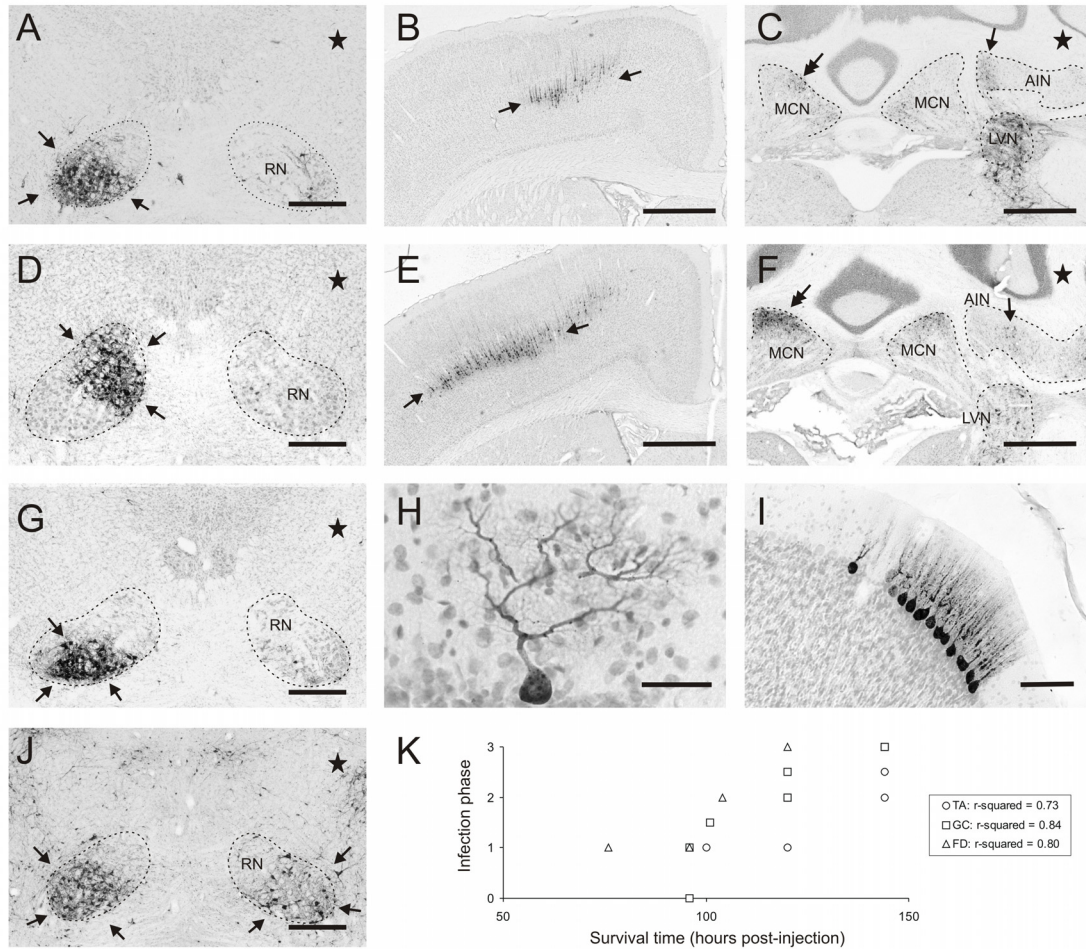 A
RN
B
C
MCN
MCN
AIN
LVN
D
RN
E
F
AIN
MCN
MCN
LVN
G
RN
H
I
J
RN
K
3
2
1
0
50
100
150
Infection phase
Survival time (hours post-injection)
TA: r-squared = 0.73
GC: r-squared = 0.84
FD: r-squared = 0.80